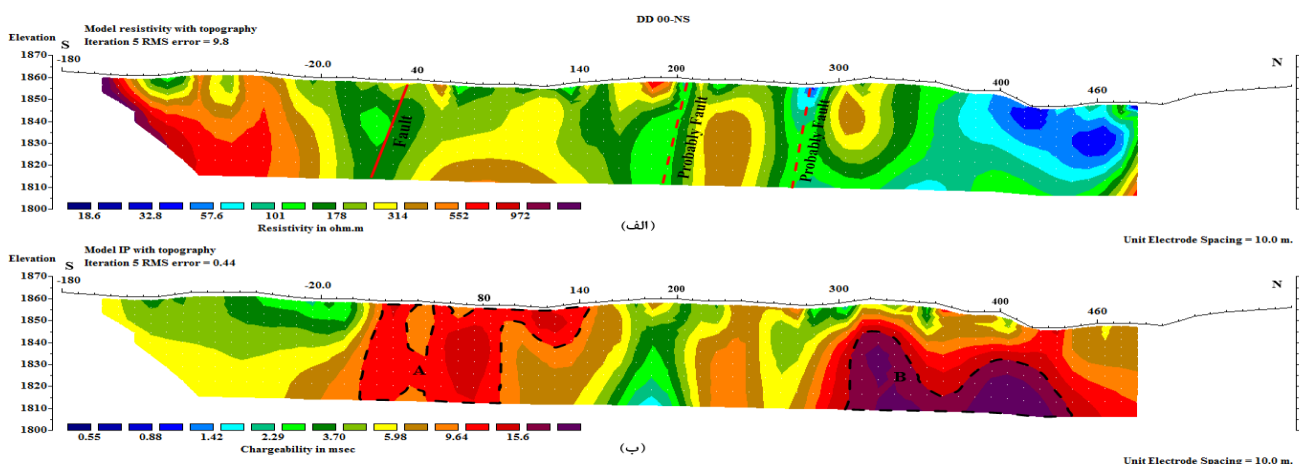 DD 00-NS
Model resistivity with topography
Iteration 5 RMS error = 9.8
Elevation S N
-180 -20.0 40 140 200 300 400 460
1870
1860
1850
1840
1830
1820
1810
1800
Fault
Probably Fault
Probably Fault
18.6 32.8 57.6 101 178 314 552 972
Resistivity in ohm.m
(الف)
Unit Electrode Spacing = 10.0 m.
Model IP with topography
Iteration 5 RMS error = 0.44
Elevation S N
-180 -20.0 80 140 200 300 400 460
1870
1860
1850
1840
1830
1820
1810
1800
A
B
0.55 0.88 1.42 2.29 3.70 5.98 9.64 15.6
Chargeability in msec
(ب)
Unit Electrode Spacing = 10.0 m.